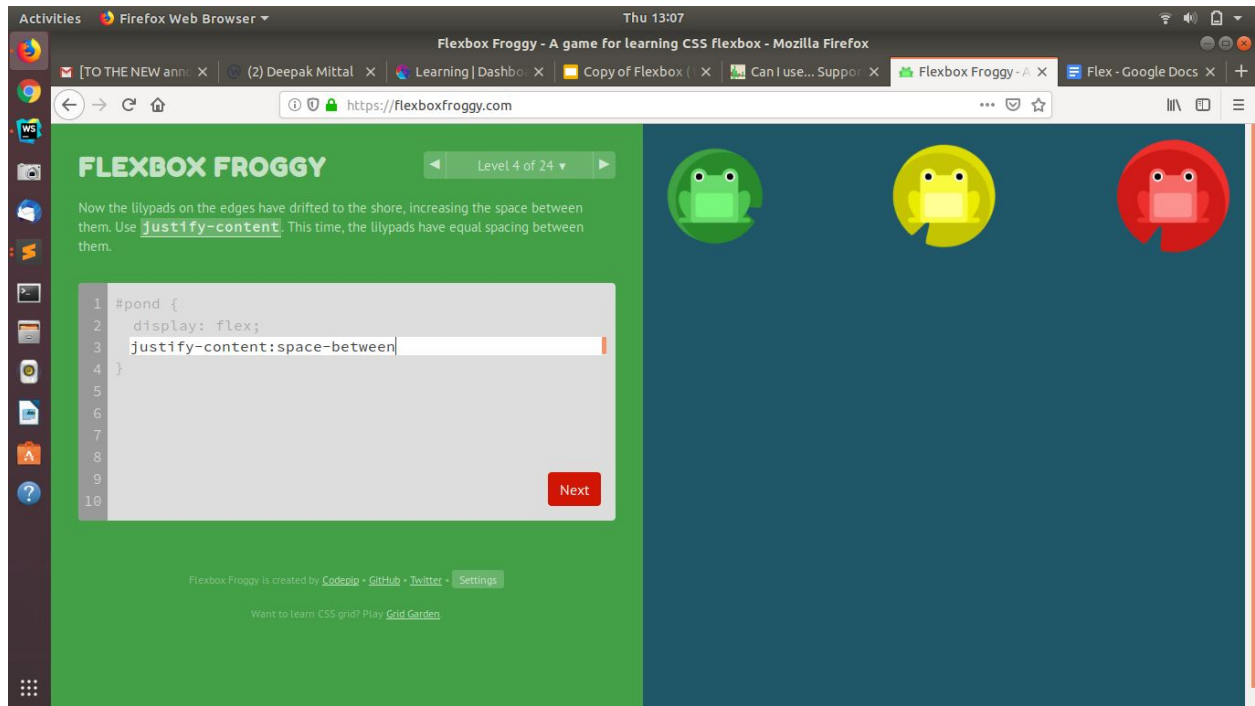 Activities Firefox Web Browser Thu 13:07
Flexbox Froggy - A game for learning CSS flexbox - Mozilla Firefox
[TO THE NEW anno (2) Deepak Mittal Learning | Dashbo Copy of Flexbox ( Can I use... Suppor Flexbox Froggy - A Flex - Google Docs
https://flexboxfroggy.com
FLEXBOX FROGGY
Level 4 of 24
Now the lilypads on the edges have drifted to the shore, increasing the space between
them. Use justify-content. This time, the lilypads have equal spacing between
them.
1 #pond {
2 display: flex;
3 justify-content:space-between
4 }
5
6
7
8
9
10
Next
Flexbox Froggy is created by Codepip • GitHub • Twitter • Settings
Want to learn CSS grid? Play Grid Garden.
WS